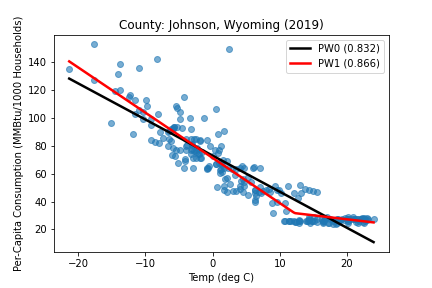 County: Johnson, Wyoming (2019)
Per-Capita Consumption (MMBtu/1000 Households)
140
120
100
80
60
40
20
PW0 (0.832)
PW1 (0.866)
−20
−10
0
10
20
Temp (deg C)